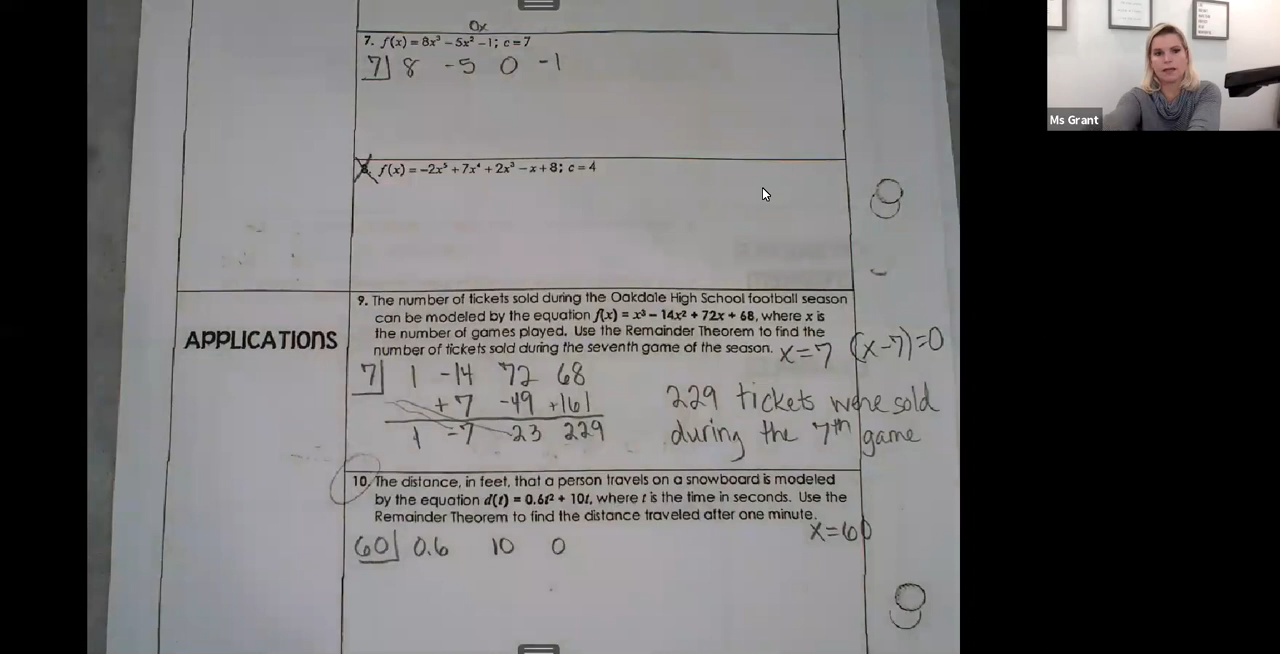 0x
7. f(x) = 8x³ – 5x² – 1; c = 7
7 8 -5 0 -1
f(x) = –2x⁵ + 7x⁴ + 2x³ – x + 8; c = 4
APPLICATIONS
9. The number of tickets sold during the Oakdale High School football season
can be modeled by the equation f(x) = x³ – 14x² + 72x + 68, where x is
the number of games played. Use the Remainder Theorem to find the
number of tickets sold during the seventh game of the season.
x=7 (x-7)=0
7 1 -14 72 68
+7 -49 +161
1 -7 23 229
229 tickets were sold
during the 7th game
10. The distance, in feet, that a person travels on a snowboard is modeled
by the equation d(t) = 0.6t² + 10t, where t is the time in seconds. Use the
Remainder Theorem to find the distance traveled after one minute.
x=60
60 0.6 10 0
Ms Grant